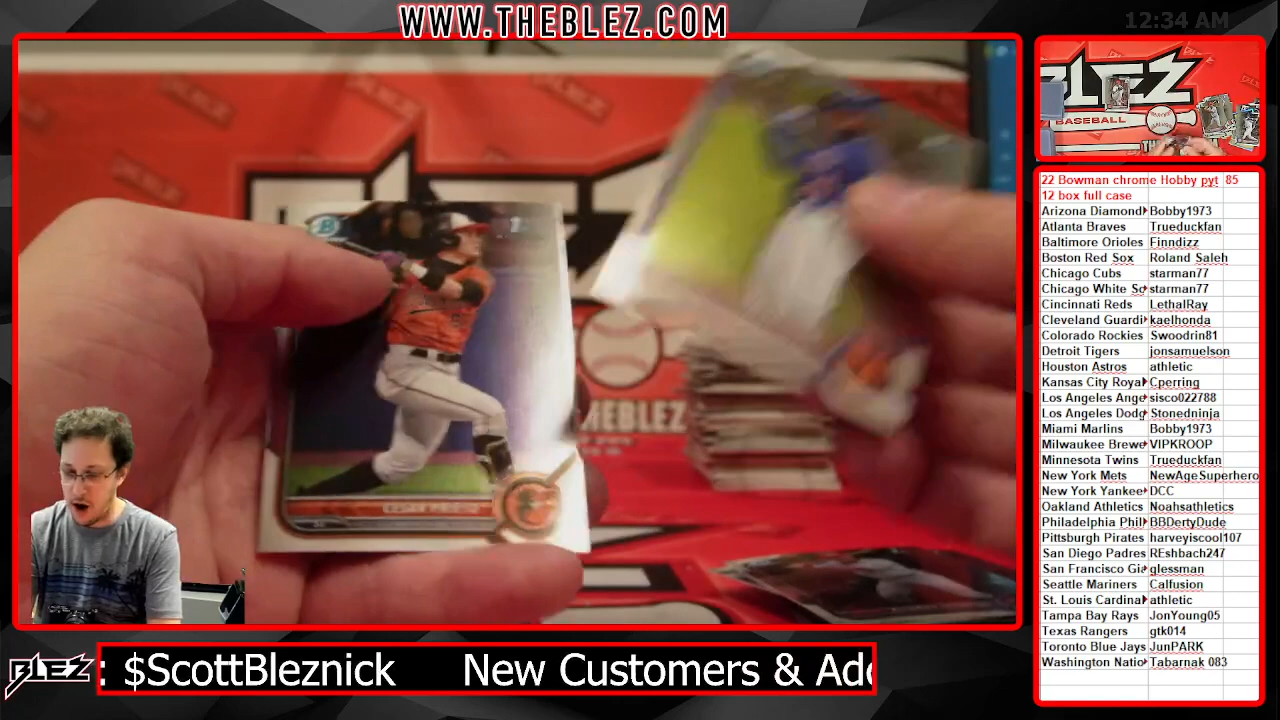 WWW.THEBLEZ.COM
12:34 AM
BLEZ
BASEBALL
THEBLEZ
22 Bowman chrome Hobby pyt 85
12 box full case
Arizona Diamond Bobby1973
Atlanta Braves Trueduckfan
Baltimore Orioles Finndizz
Boston Red Sox Roland Saleh
Chicago Cubs starman77
Chicago White So starman77
Cincinnati Reds LethalRay
Cleveland Guardi kaelhonda
Colorado Rockies Swoodrin81
Detroit Tigers jonsamuelson
Houston Astros athletic
Kansas City Royal Cperring
Los Angeles Ange sisco022788
Los Angeles Dodg Stonedninja
Miami Marlins Bobby1973
Milwaukee Brewe VIPKROOP
Minnesota Twins Trueduckfan
New York Mets NewAgeSuperhero
New York Yankee DCC
Oakland Athletics Noahsathletics
Philadelphia Phil BBDertyDude
Pittsburgh Pirates harveyiscool107
San Diego Padres REshbach247
San Francisco Gia glessman
Seattle Mariners Calfusion
St. Louis Cardina athletic
Tampa Bay Rays JonYoung05
Texas Rangers gtk014
Toronto Blue Jays JunPARK
Washington Natio Tabarnak 083
BLEZ : $ScottBleznick New Customers & Add